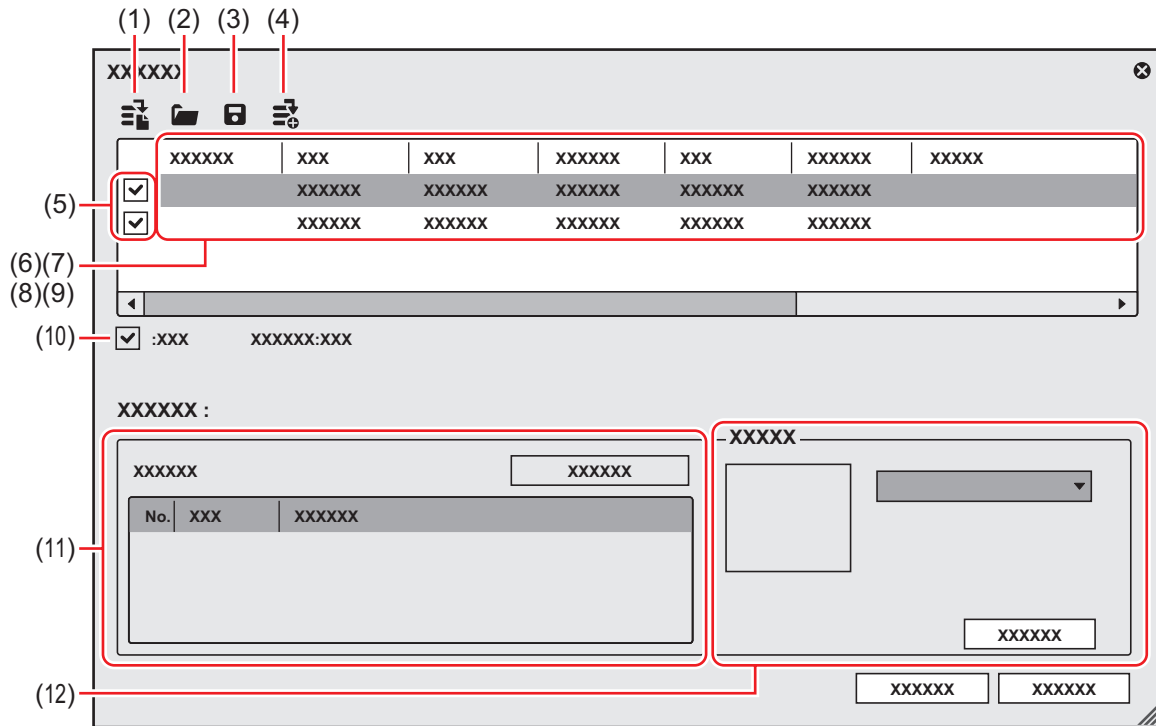 (1) (2) (3) (4)
XXXXXX
XXXXXX XXX XXX XXXXXX XXX XXXXXX XXXXX
(5)
XXXXXX XXXXXX XXXXXX XXXXXX XXXXXX
XXXXXX XXXXXX XXXXXX XXXXXX XXXXXX
(6)(7)
(8)(9)
(10) :XXX XXXXXX:XXX
XXXXXX :
XXXXXX XXXXXX
No. XXX XXXXXX
(11)
XXXXX
XXXXXX
(12)
XXXXXX XXXXXX